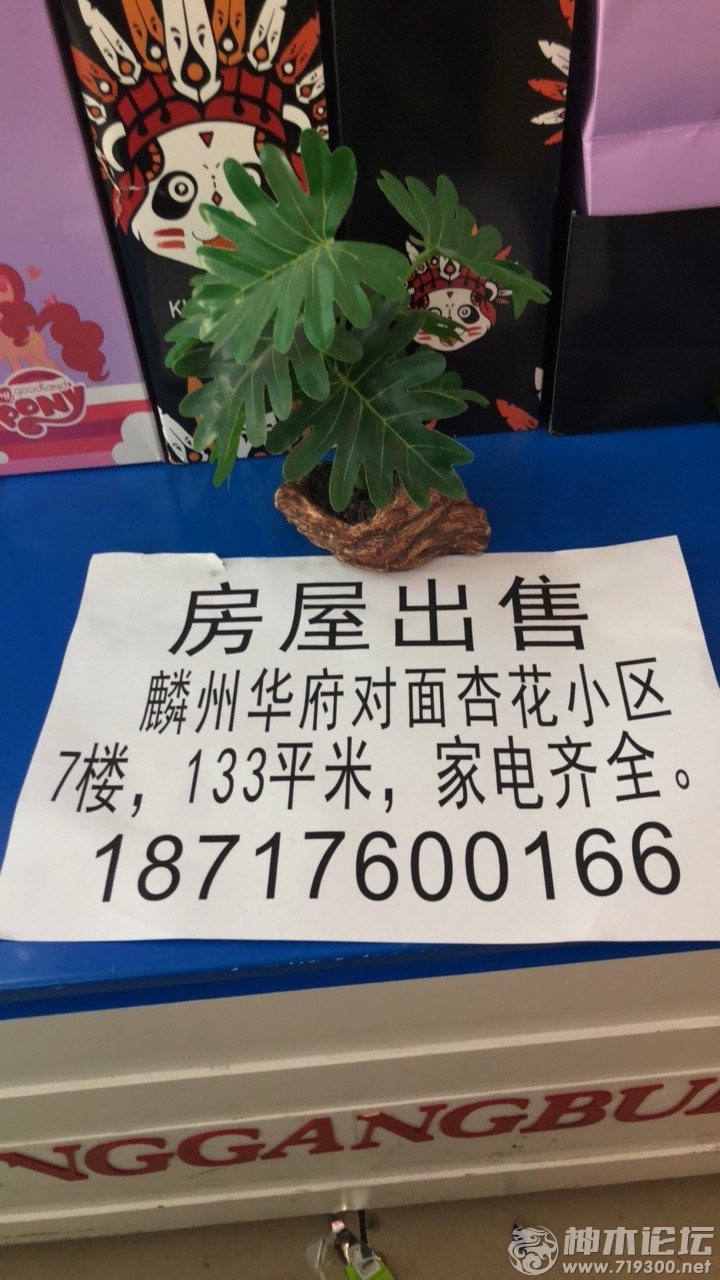 PONY
房屋出售
麟州华府对面杏花小区
7楼，133平米，家电齐全。
18717600166
NGGANGBU
神木论坛
www.719300.net